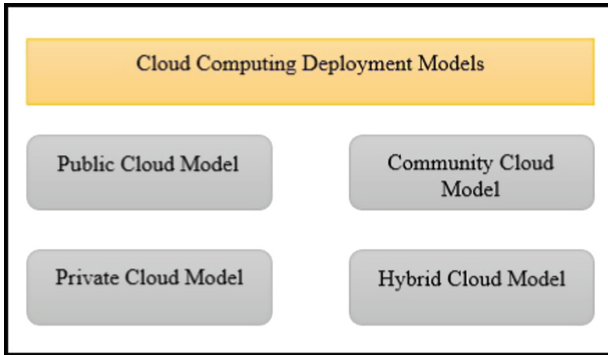 Cloud Computing Deployment Models
Public Cloud Model
Community Cloud
Model
Private Cloud Model
Hybrid Cloud Model